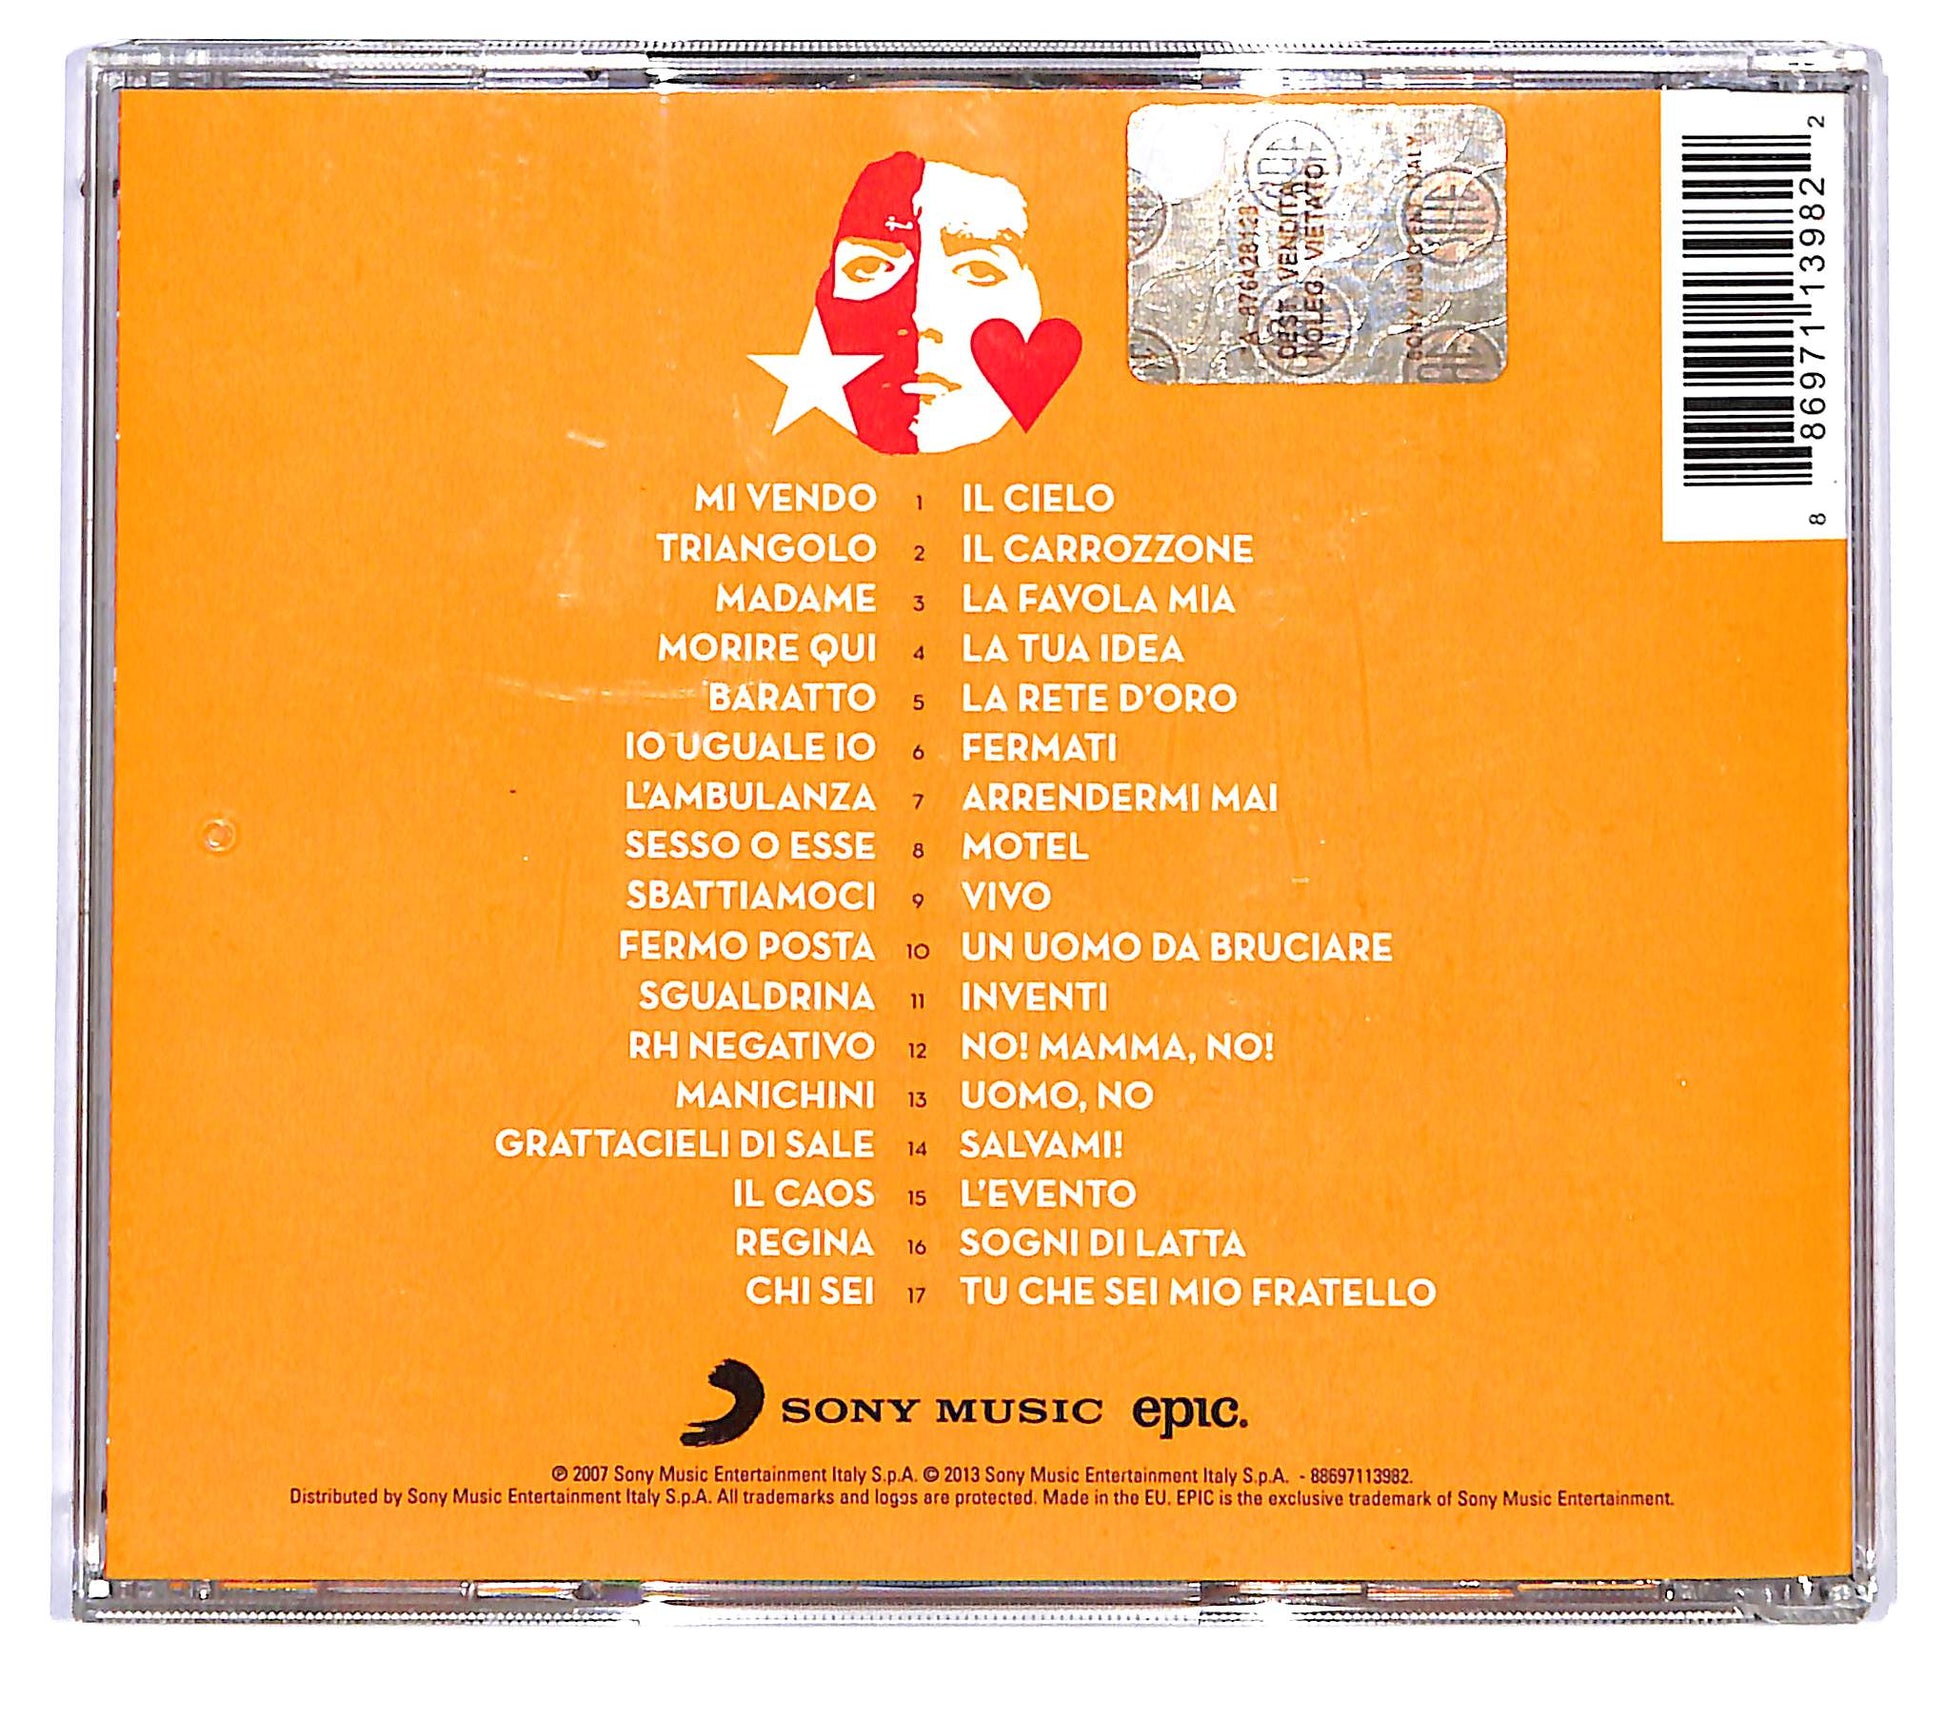 A 876428128
OPSE VENDITA
NOLEG. VIETATO
SONY MUS
8 86971 13982 2
MI VENDO 1 IL CIELO
TRIANGOLO 2 IL CARROZZONE
MADAME 3 LA FAVOLA MIA
MORIRE QUI 4 LA TUA IDEA
BARATTO 5 LA RETE D'ORO
IO UGUALE IO 6 FERMATI
L'AMBULANZA 7 ARRENDERMI MAI
SESSO O ESSE 8 MOTEL
SBATTIAMOCI 9 VIVO
FERMO POSTA 10 UN UOMO DA BRUCIARE
SGUALDRINA 11 INVENTI
RH NEGATIVO 12 NO! MAMMA, NO!
MANICHINI 13 UOMO, NO
GRATTACIELI DI SALE 14 SALVAMI!
IL CAOS 15 L'EVENTO
REGINA 16 SOGNI DI LATTA
CHI SEI 17 TU CHE SEI MIO FRATELLO
SONY MUSIC epic.
℗ 2007 Sony Music Entertainment Italy S.p.A. © 2013 Sony Music Entertainment Italy S.p.A. - 88697113982.
Distributed by Sony Music Entertainment Italy S.p.A. All trademarks and logos are protected. Made in the EU. EPIC is the exclusive trademark of Sony Music Entertainment.